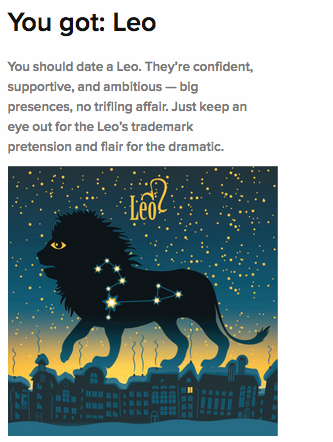 You got: Leo
You should date a Leo. They’re confident,
supportive, and ambitious — big
presences, no trifling affair. Just keep an
eye out for the Leo’s trademark
pretension and flair for the dramatic.
Leo